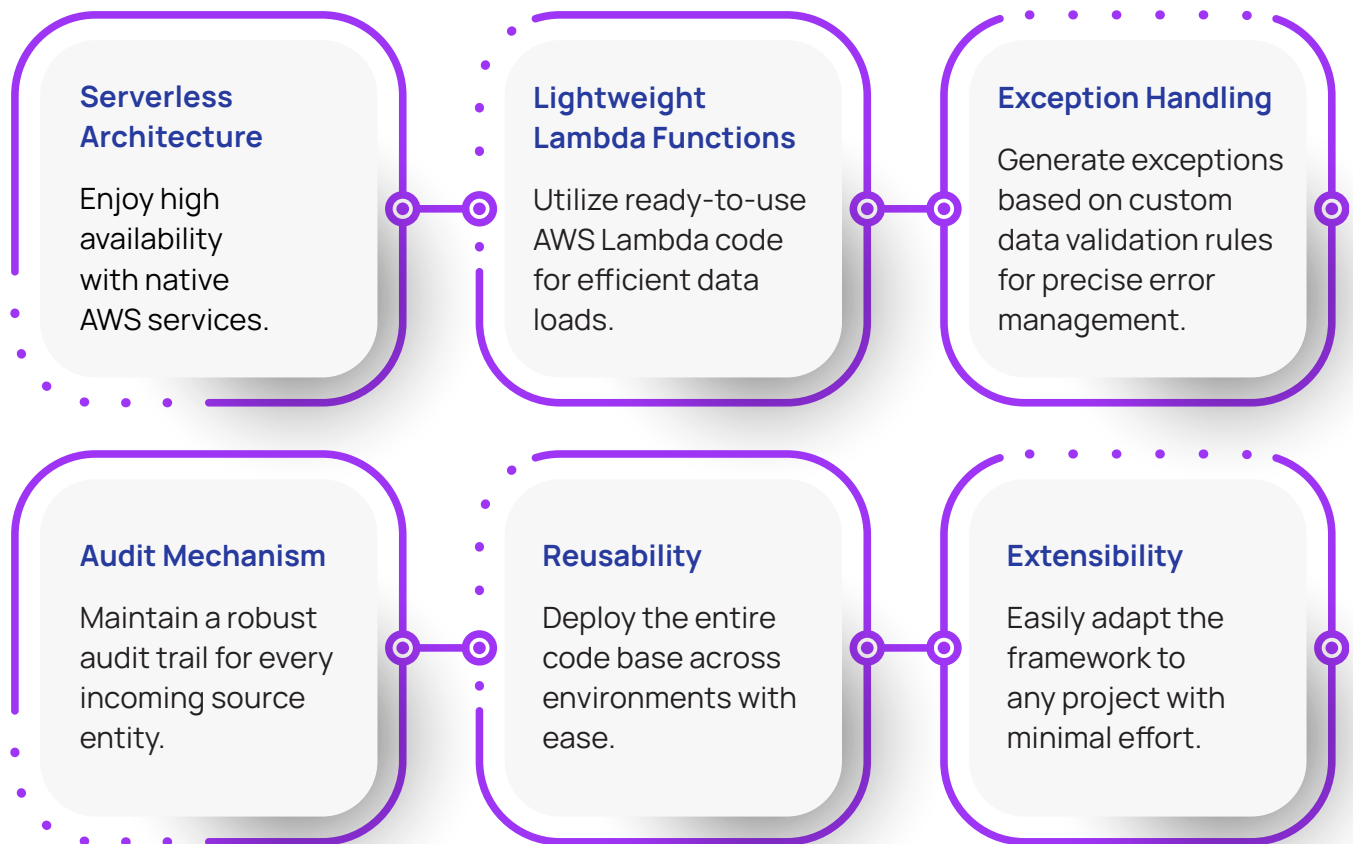 Serverless
Architecture
Enjoy high
availability
with native
AWS services.
Lightweight
Lambda Functions
Utilize ready-to-use
AWS Lambda code
for efficient data
loads.
Exception Handling
Generate exceptions
based on custom
data validation rules
for precise error
management.
Audit Mechanism
Maintain a robust
audit trail for every
incoming source
entity.
Reusability
Deploy the entire
code base across
environments with
ease.
Extensibility
Easily adapt the
framework to
any project with
minimal effort.